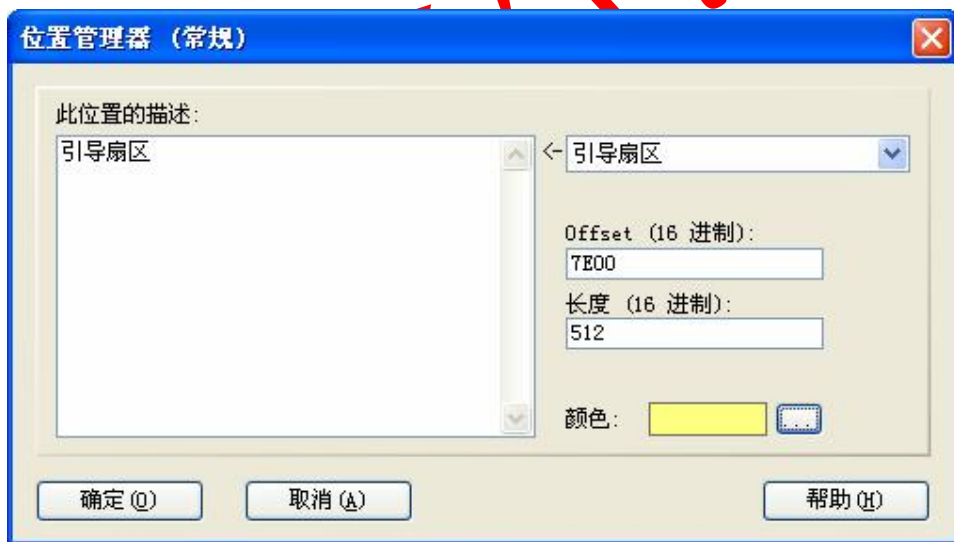 位置管理器 (常规)
此位置的描述:
引导扇区
<- 引导扇区
Offset (16 进制):
7E00
长度 (16 进制):
512
颜色:
...
确定(O)
取消(A)
帮助(H)